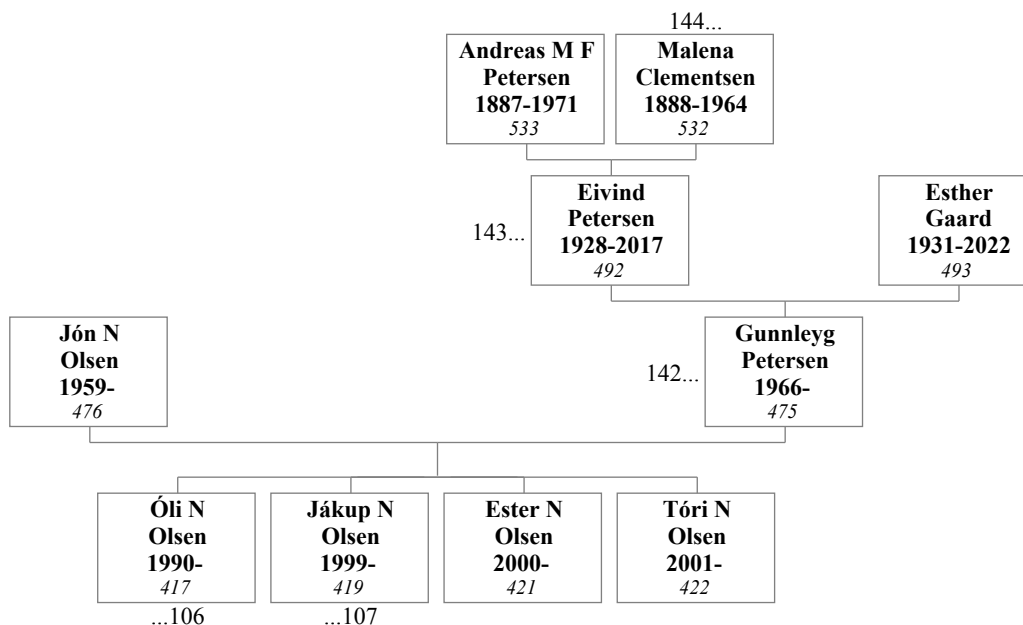 144...
Andreas M F
Petersen
1887-1971
533
Malena
Clementsen
1888-1964
532
143...
Eivind
Petersen
1928-2017
492
Esther
Gaard
1931-2022
493
Jón N
Olsen
1959-
476
142...
Gunnleyg
Petersen
1966-
475
Óli N
Olsen
1990-
417
...106
Jákup N
Olsen
1999-
419
...107
Ester N
Olsen
2000-
421
Tóri N
Olsen
2001-
422